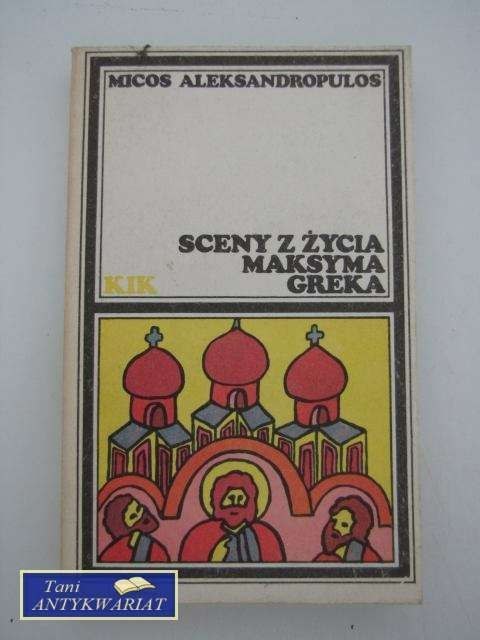 MICOS ALEKSANDROPULOS
SCENY Z ŻYCIA
MAKSYMA
GREKA
KIK
Tani
ANTYKWARIAT